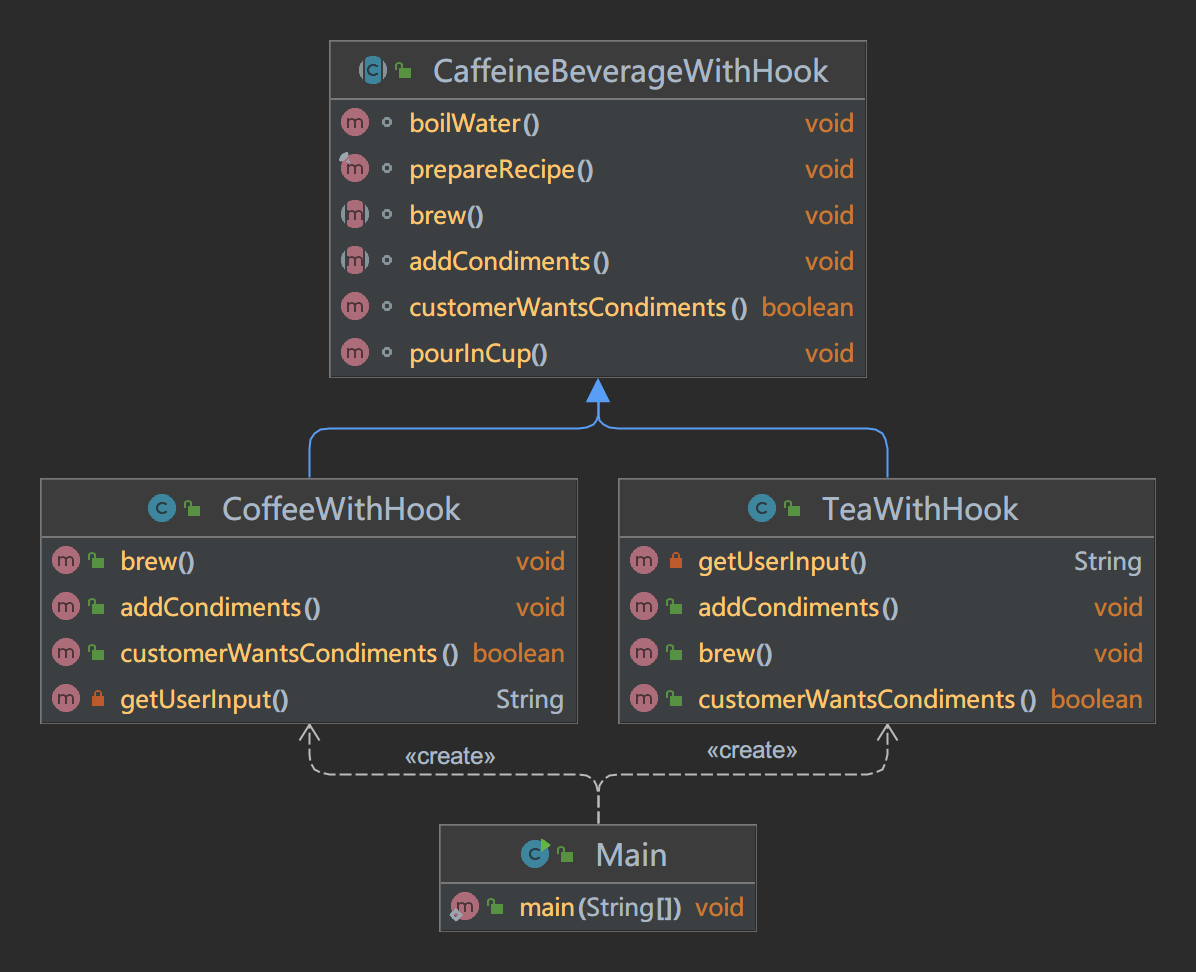 CaffeineBeverageWithHook
boilWater() void
prepareRecipe() void
brew() void
addCondiments() void
customerWantsCondiments() boolean
pourInCup() void
CoffeeWithHook
brew() void
addCondiments() void
customerWantsCondiments() boolean
getUserInput() String
TeaWithHook
getUserInput() String
addCondiments() void
brew() void
customerWantsCondiments() boolean
«create»
«create»
Main
main(String[]) void